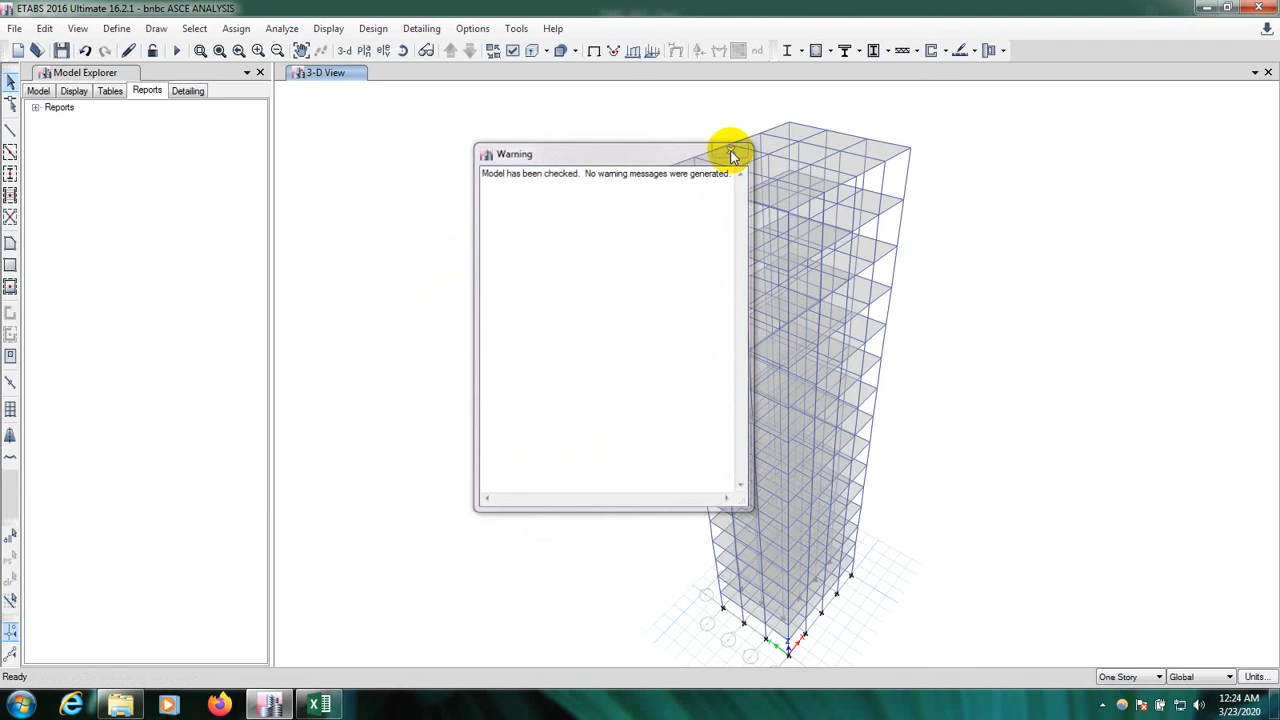 ETABS 2016 Ultimate 16.2.1 - bnbc ASCE ANALYSIS
File Edit View Define Draw Select Assign Analyze Display Design Detailing Options Tools Help
3-d
nd
Model Explorer
3-D View
Model Display Tables Reports Detailing
Reports
Warning
Model has been checked. No warning messages were generated.
Ready
One Story
Global
Units...
12:24 AM
3/23/2020